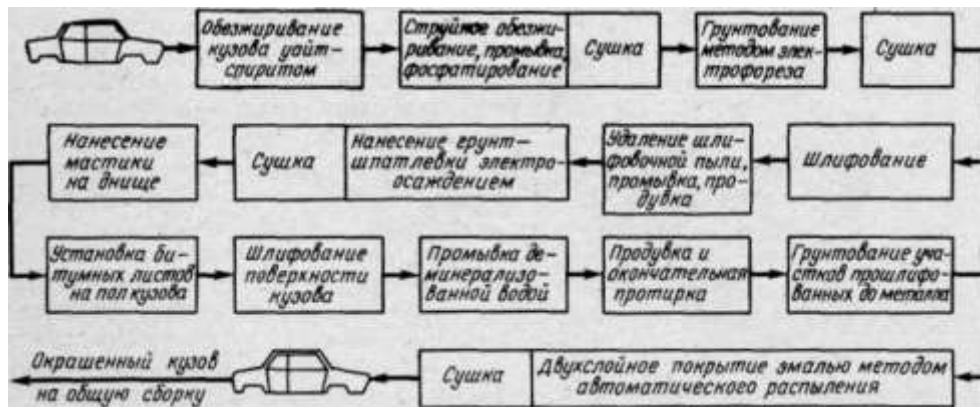 Обезжиривание
кузова уайт-
спиритом
Струйное обезжи-
ривание, промывка,
фосфатирование
Сушка
Грунтование
методом элек-
трофореза
Сушка
Нанесение
мастики
на днище
Сушка
Нанесение грунт-
шпатлевки электро-
осаждением
Удаление шли-
фовочной пыли,
промывка, про-
дувка
Шлифование
Установка би-
тумных листов
на пол кузова
Шлифование
поверхности
кузова
Промывка де-
минерализо-
ванной водой
Продувка и
окончательная
протирка
Грунтование уча-
стков прошлифо-
ванных до металла
Окрашенный кузов
на общую сборку
Сушка
Двухслойное покрытие эмалью методом
автоматического распыления